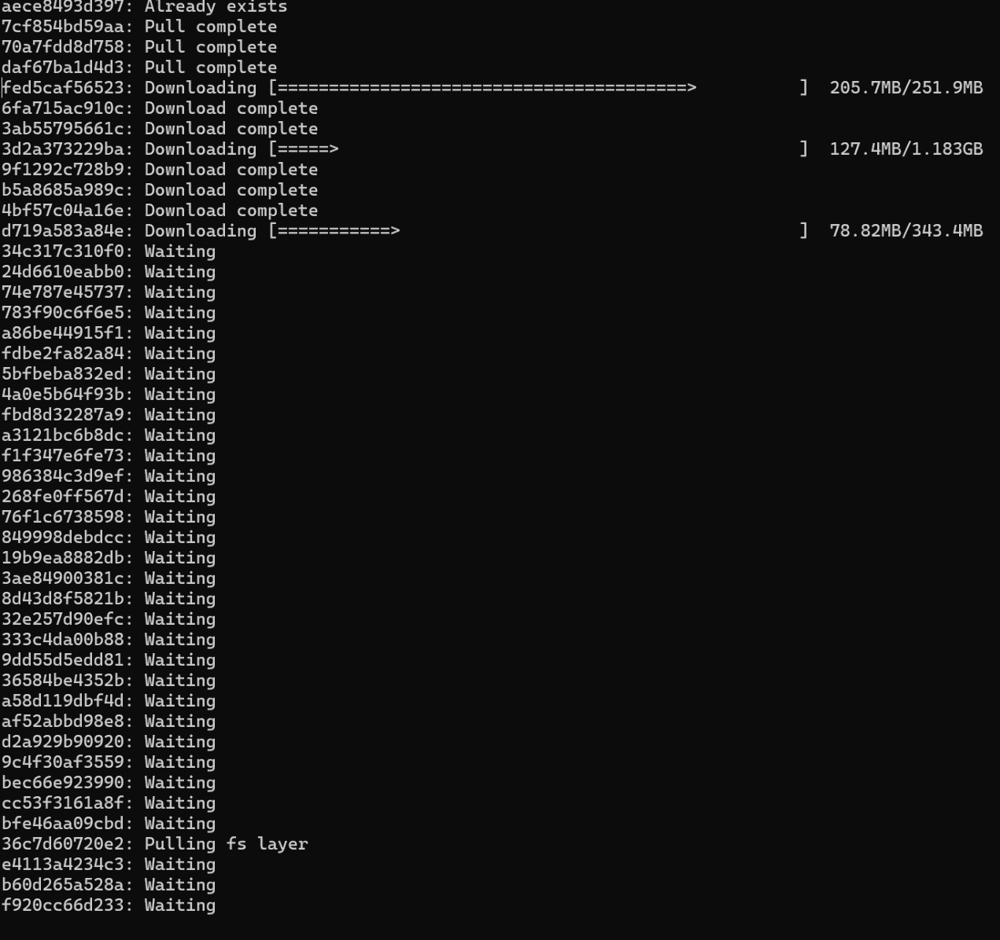 aece8493d397: Already exists
7cf854bd59aa: Pull complete
70a7fdd8d758: Pull complete
daf67ba1d4d3: Pull complete
fed5caf56523: Downloading [========================================>          ]  205.7MB/251.9MB
6fa715ac910c: Download complete
3ab55795661c: Download complete
3d2a373229ba: Downloading [=====>                                             ]  127.4MB/1.183GB
9f1292c728b9: Download complete
b5a8685a989c: Download complete
4bf57c04a16e: Download complete
d719a583a84e: Downloading [===========>                                       ]  78.82MB/343.4MB
34c317c310f0: Waiting
24d6610eabb0: Waiting
74e787e45737: Waiting
783f90c6f6e5: Waiting
a86be44915f1: Waiting
fdbe2fa82a84: Waiting
5bfbeba832ed: Waiting
4a0e5b64f93b: Waiting
fbd8d32287a9: Waiting
a3121bc6b8dc: Waiting
f1f347e6fe73: Waiting
986384c3d9ef: Waiting
268fe0ff567d: Waiting
76f1c6738598: Waiting
849998debdcc: Waiting
19b9ea8882db: Waiting
3ae84900381c: Waiting
8d43d8f5821b: Waiting
32e257d90efc: Waiting
333c4da00b88: Waiting
9dd55d5edd81: Waiting
36584be4352b: Waiting
a58d119dbf4d: Waiting
af52abbd98e8: Waiting
d2a929b90920: Waiting
9c4f30af3559: Waiting
bec66e923990: Waiting
cc53f3161a8f: Waiting
bfe46aa09cbd: Waiting
36c7d60720e2: Pulling fs layer
e4113a4234c3: Waiting
b60d265a528a: Waiting
f920cc66d233: Waiting